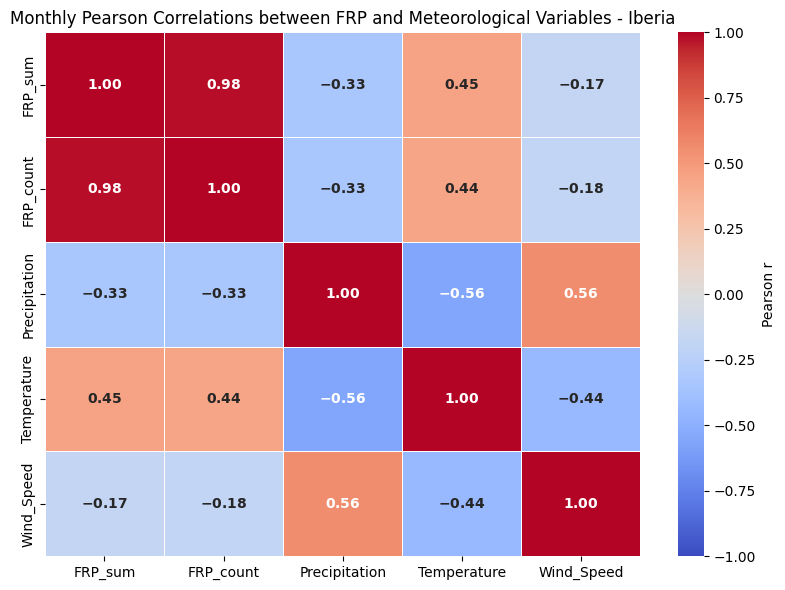 Monthly Pearson Correlations between FRP and Meteorological Variables - Iberia
FRP_sum 1.00 0.98 −0.33 0.45 −0.17
FRP_count 0.98 1.00 −0.33 0.44 −0.18
Precipitation −0.33 −0.33 1.00 −0.56 0.56
Temperature 0.45 0.44 −0.56 1.00 −0.44
Wind_Speed −0.17 −0.18 0.56 −0.44 1.00
FRP_sum FRP_count Precipitation Temperature Wind_Speed
1.00
0.75
0.50
0.25
0.00
−0.25
−0.50
−0.75
−1.00
Pearson r